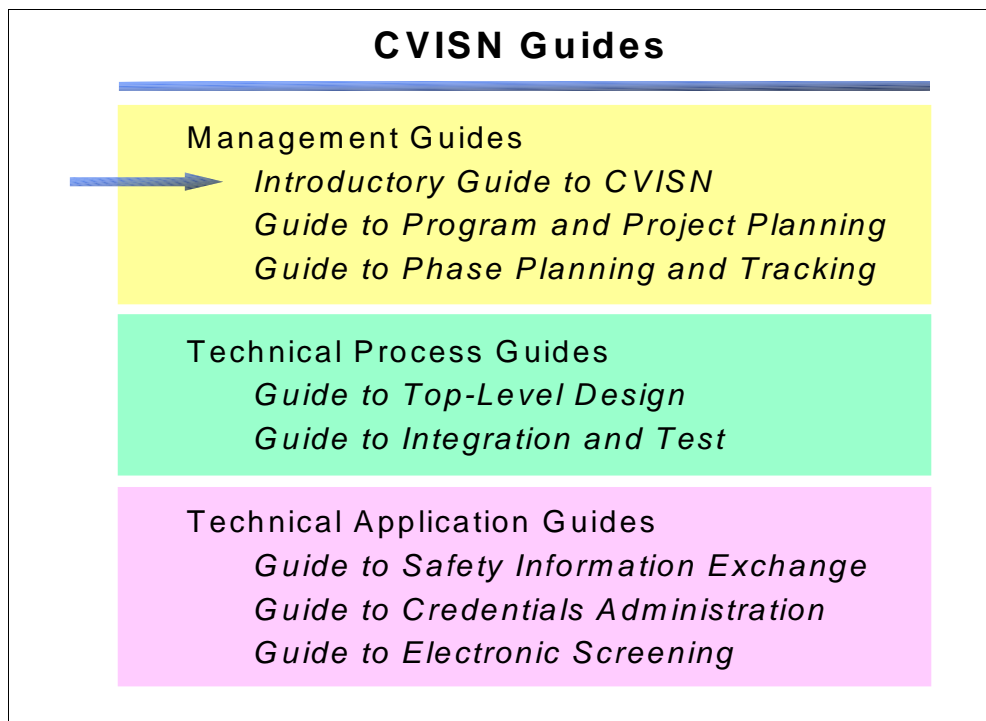 CVISN Guides
Management Guides
Introductory Guide to CVISN
Guide to Program and Project Planning
Guide to Phase Planning and Tracking
Technical Process Guides
Guide to Top-Level Design
Guide to Integration and Test
Technical Application Guides
Guide to Safety Information Exchange
Guide to Credentials Administration
Guide to Electronic Screening